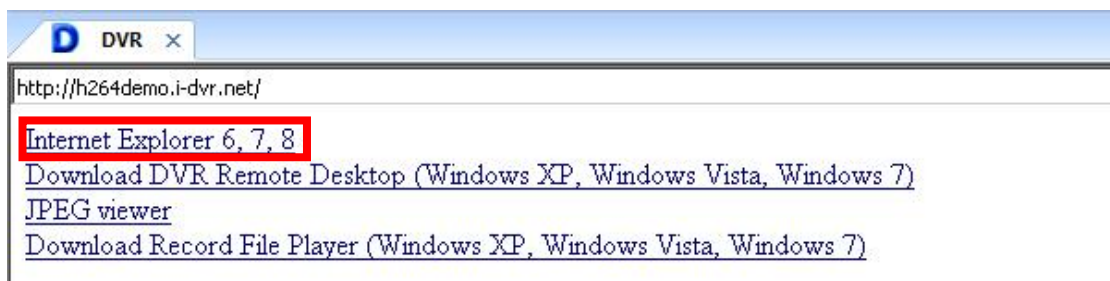 D DVR ×
http://h264demo.i-dvr.net/
Internet Explorer 6, 7, 8
Download DVR Remote Desktop (Windows XP, Windows Vista, Windows 7)
JPEG viewer
Download Record File Player (Windows XP, Windows Vista, Windows 7)